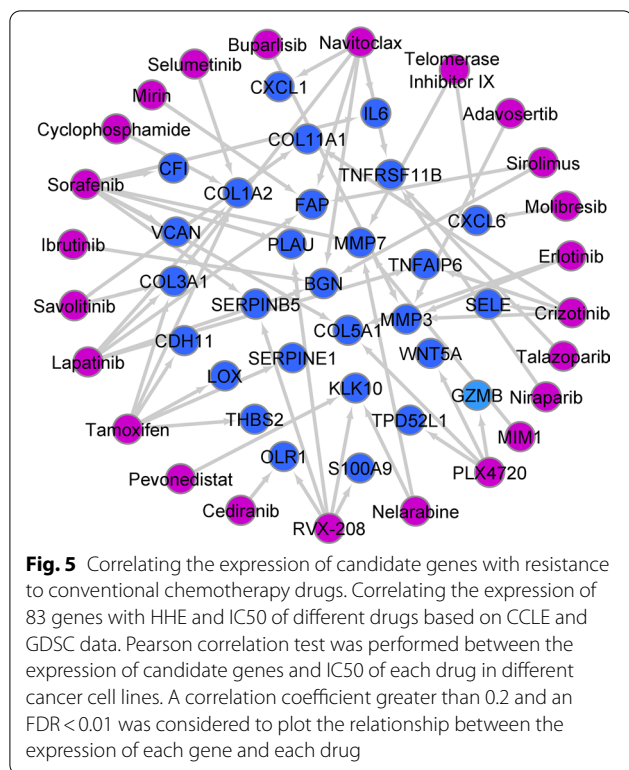 Buparlisib
Navitoclax
Selumetinib
CXCL1
Telomerase
Inhibitor IX
Mirin
IL6
Adavosertib
Cyclophosphamide
COL11A1
TNFRSF11B
Sirolimus
CFI
Sorafenib
COL1A2
FAP
CXCL6
Molibresib
VCAN
PLAU
MMP7
Ibrutinib
TNFAIP6
Erlotinib
COL3A1
BGN
Savolitinib
SERPINB5
SELE
Crizotinib
COL5A1
MMP3
Lapatinib
CDH11
SERPINE1
WNT5A
Talazoparib
LOX
KLK10
GZMB
Niraparib
Tamoxifen
THBS2
TPD52L1
MIM1
Pevonedistat
OLR1
S100A9
PLX4720
Cediranib
RVX-208
Nelarabine
Fig. 5 Correlating the expression of candidate genes with resistance
to conventional chemotherapy drugs. Correlating the expression of
83 genes with HHE and IC50 of different drugs based on CCLE and
GDSC data. Pearson correlation test was performed between the
expression of candidate genes and IC50 of each drug in different
cancer cell lines. A correlation coefficient greater than 0.2 and an
FDR < 0.01 was considered to plot the relationship between the
expression of each gene and each drug